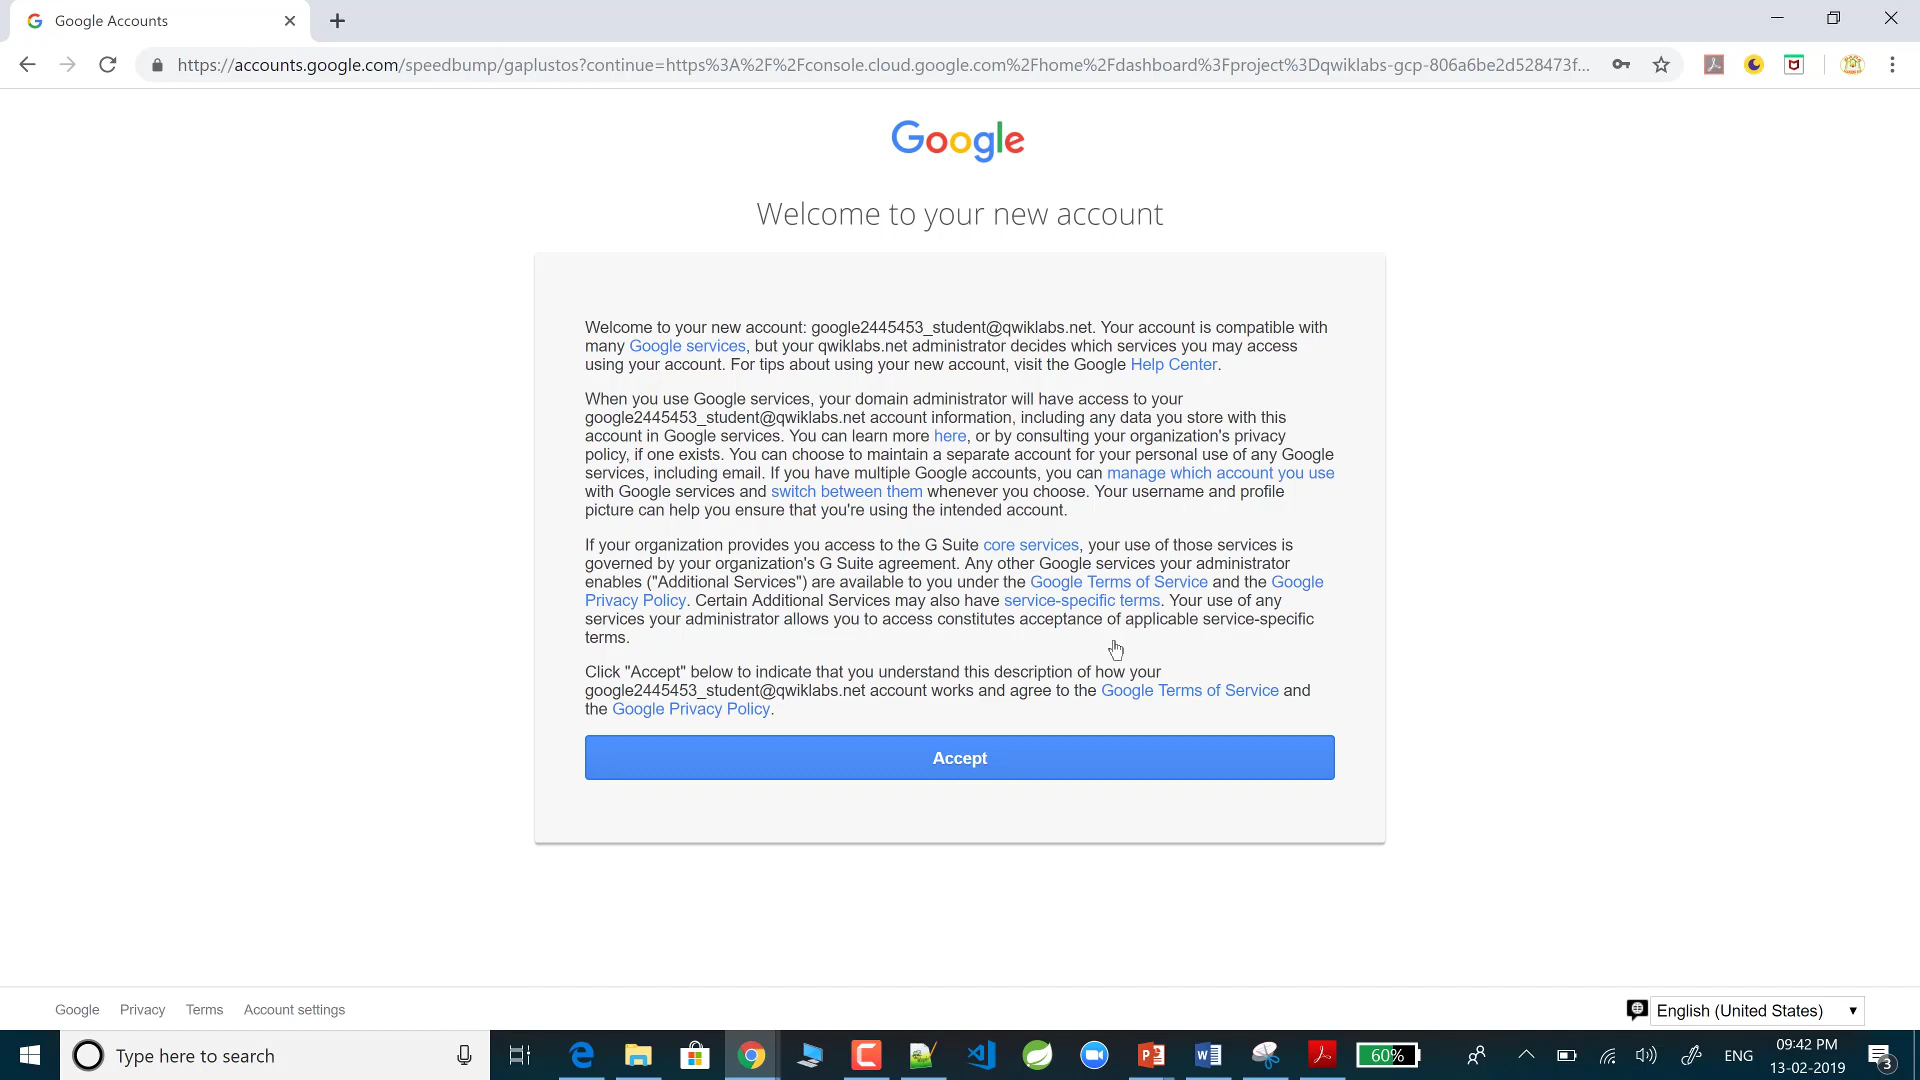 Google Accounts
https://accounts.google.com/speedbump/gaplustos?continue=https%3A%2F%2Fconsole.cloud.google.com%2Fhome%2Fdashboard%3Fproject%3Dqwiklabs-gcp-806a6be2d528473f...
Google
Welcome to your new account
Welcome to your new account: google2445453_student@qwiklabs.net. Your account is compatible with
many Google services, but your qwiklabs.net administrator decides which services you may access
using your account. For tips about using your new account, visit the Google Help Center.
When you use Google services, your domain administrator will have access to your
google2445453_student@qwiklabs.net account information, including any data you store with this
account in Google services. You can learn more here, or by consulting your organization's privacy
policy, if one exists. You can choose to maintain a separate account for your personal use of any Google
services, including email. If you have multiple Google accounts, you can manage which account you use
with Google services and switch between them whenever you choose. Your username and profile
picture can help you ensure that you're using the intended account.
If your organization provides you access to the G Suite core services, your use of those services is
governed by your organization's G Suite agreement. Any other Google services your administrator
enables ("Additional Services") are available to you under the Google Terms of Service and the Google
Privacy Policy. Certain Additional Services may also have service-specific terms. Your use of any
services your administrator allows you to access constitutes acceptance of applicable service-specific
terms.
Click "Accept" below to indicate that you understand this description of how your
google2445453_student@qwiklabs.net account works and agree to the Google Terms of Service and
the Google Privacy Policy.
Accept
Google Privacy Terms Account settings
English (United States)
Type here to search
60%
ENG
09:42 PM
13-02-2019
3